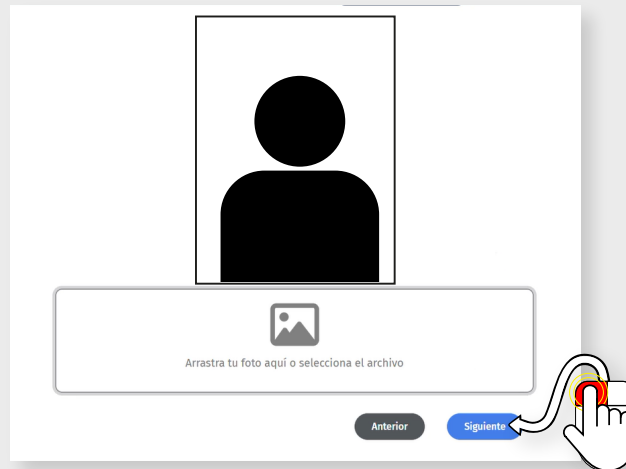 Arrastra tu foto aquí o selecciona el archivo
Anterior
Siguiente